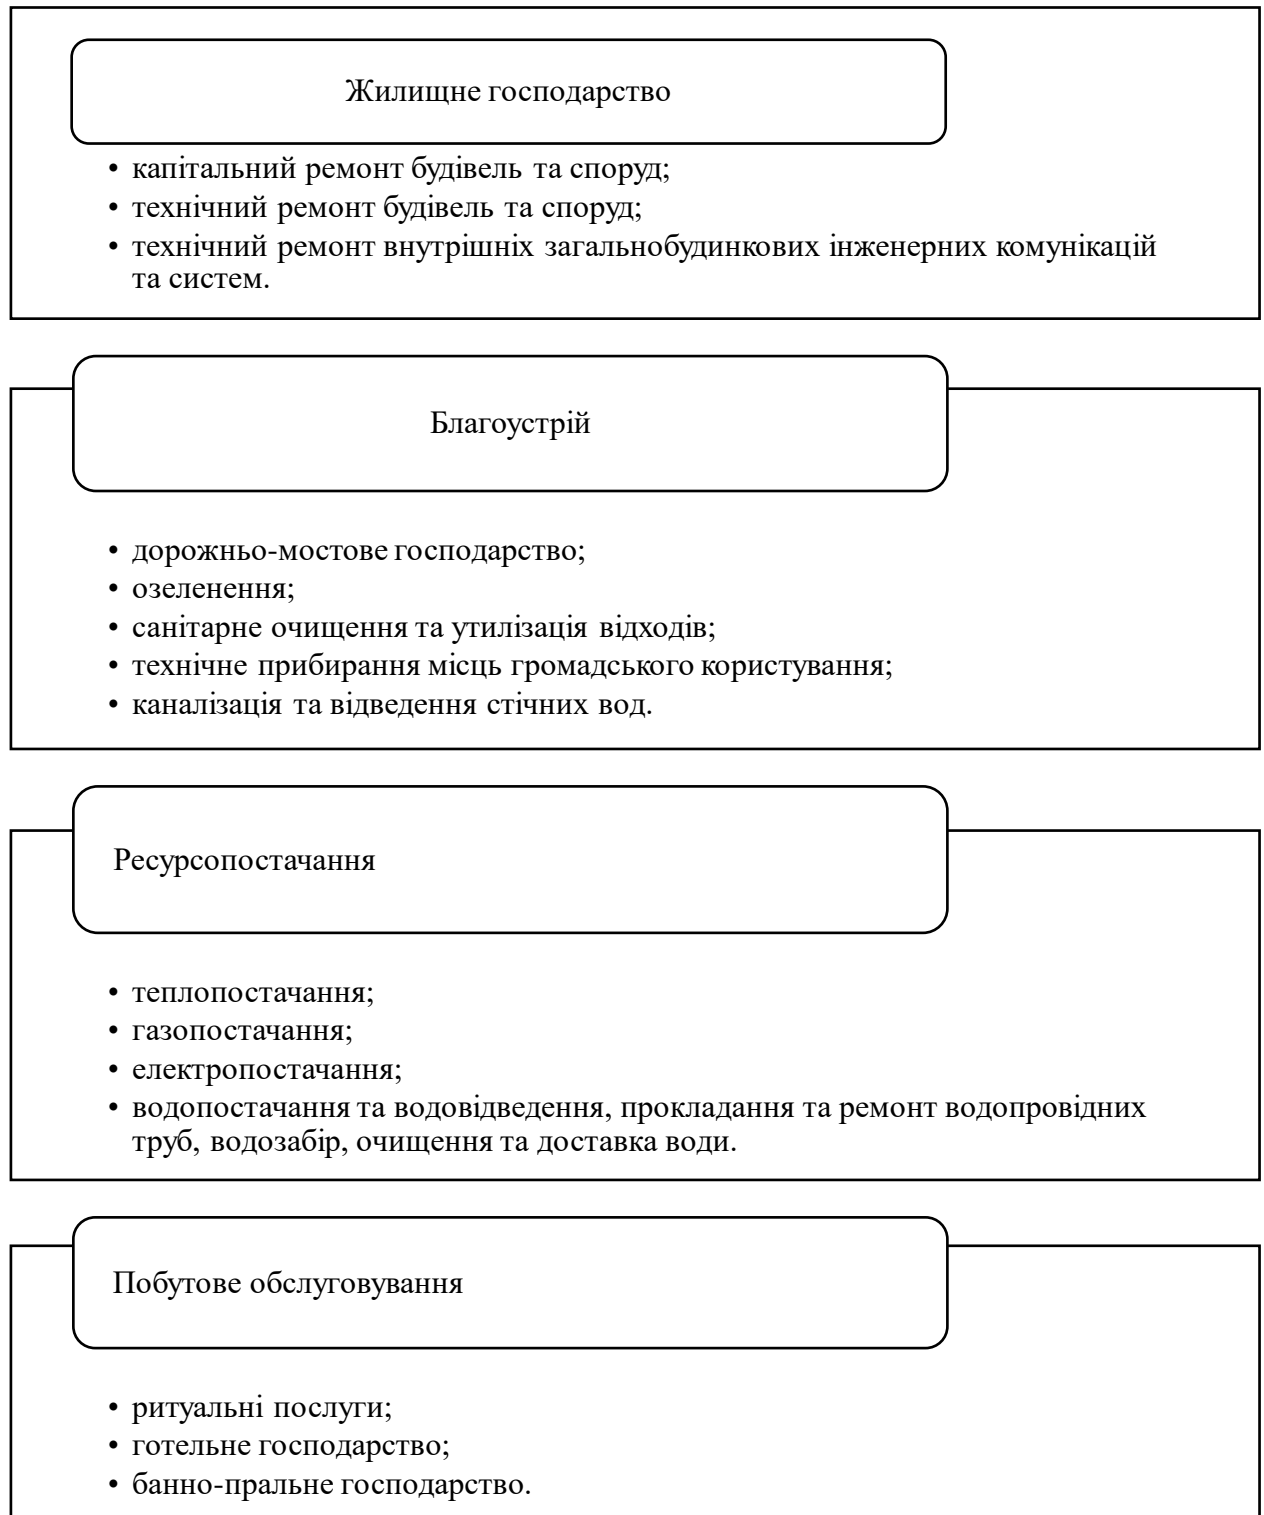 Жилищне господарство
• капітальний ремонт будівель та споруд;
• технічний ремонт будівель та споруд;
• технічний ремонт внутрішніх загальнобудинкових інженерних комунікацій
та систем.
Благоустрій
• дорожньо-мостове господарство;
• озеленення;
• санітарне очищення та утилізація відходів;
• технічне прибирання місць громадського користування;
• каналізація та відведення стічних вод.
Ресурсопостачання
• теплопостачання;
• газопостачання;
• електропостачання;
• водопостачання та водовідведення, прокладання та ремонт водопровідних
труб, водозабір, очищення та доставка води.
Побутове обслуговування
• ритуальні послуги;
• готельне господарство;
• банно-пральне господарство.